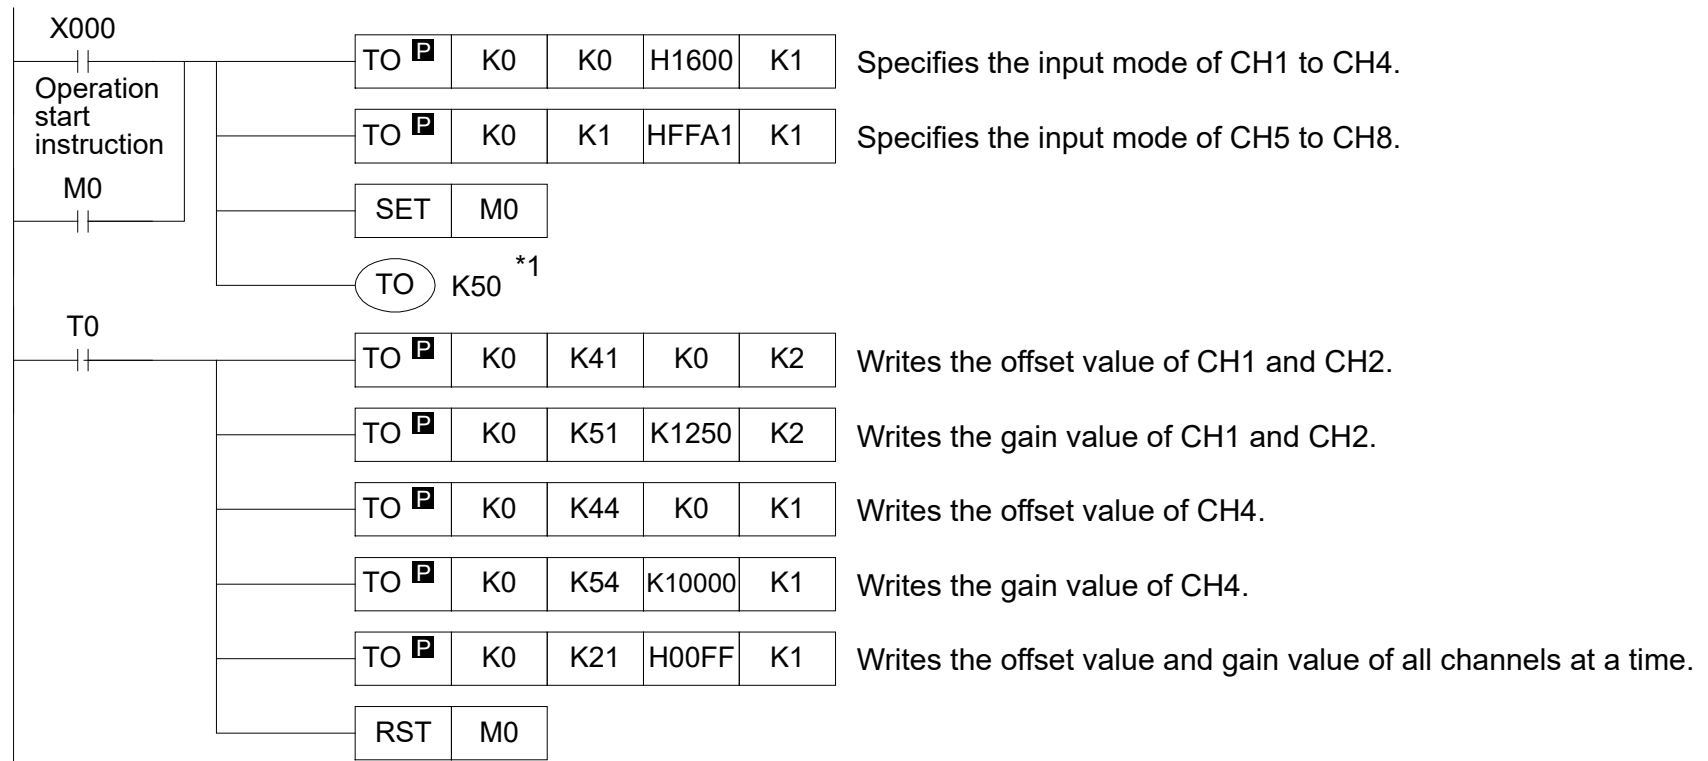 X000
TO P K0 K0 H1600 K1 Specifies the input mode of CH1 to CH4.
Operation
start
instruction
TO P K0 K1 HFFA1 K1 Specifies the input mode of CH5 to CH8.
M0
SET M0
TO K50 *1
T0
TO P K0 K41 K0 K2 Writes the offset value of CH1 and CH2.
TO P K0 K51 K1250 K2 Writes the gain value of CH1 and CH2.
TO P K0 K44 K0 K1 Writes the offset value of CH4.
TO P K0 K54 K10000 K1 Writes the gain value of CH4.
TO P K0 K21 H00FF K1 Writes the offset value and gain value of all channels at a time.
RST M0